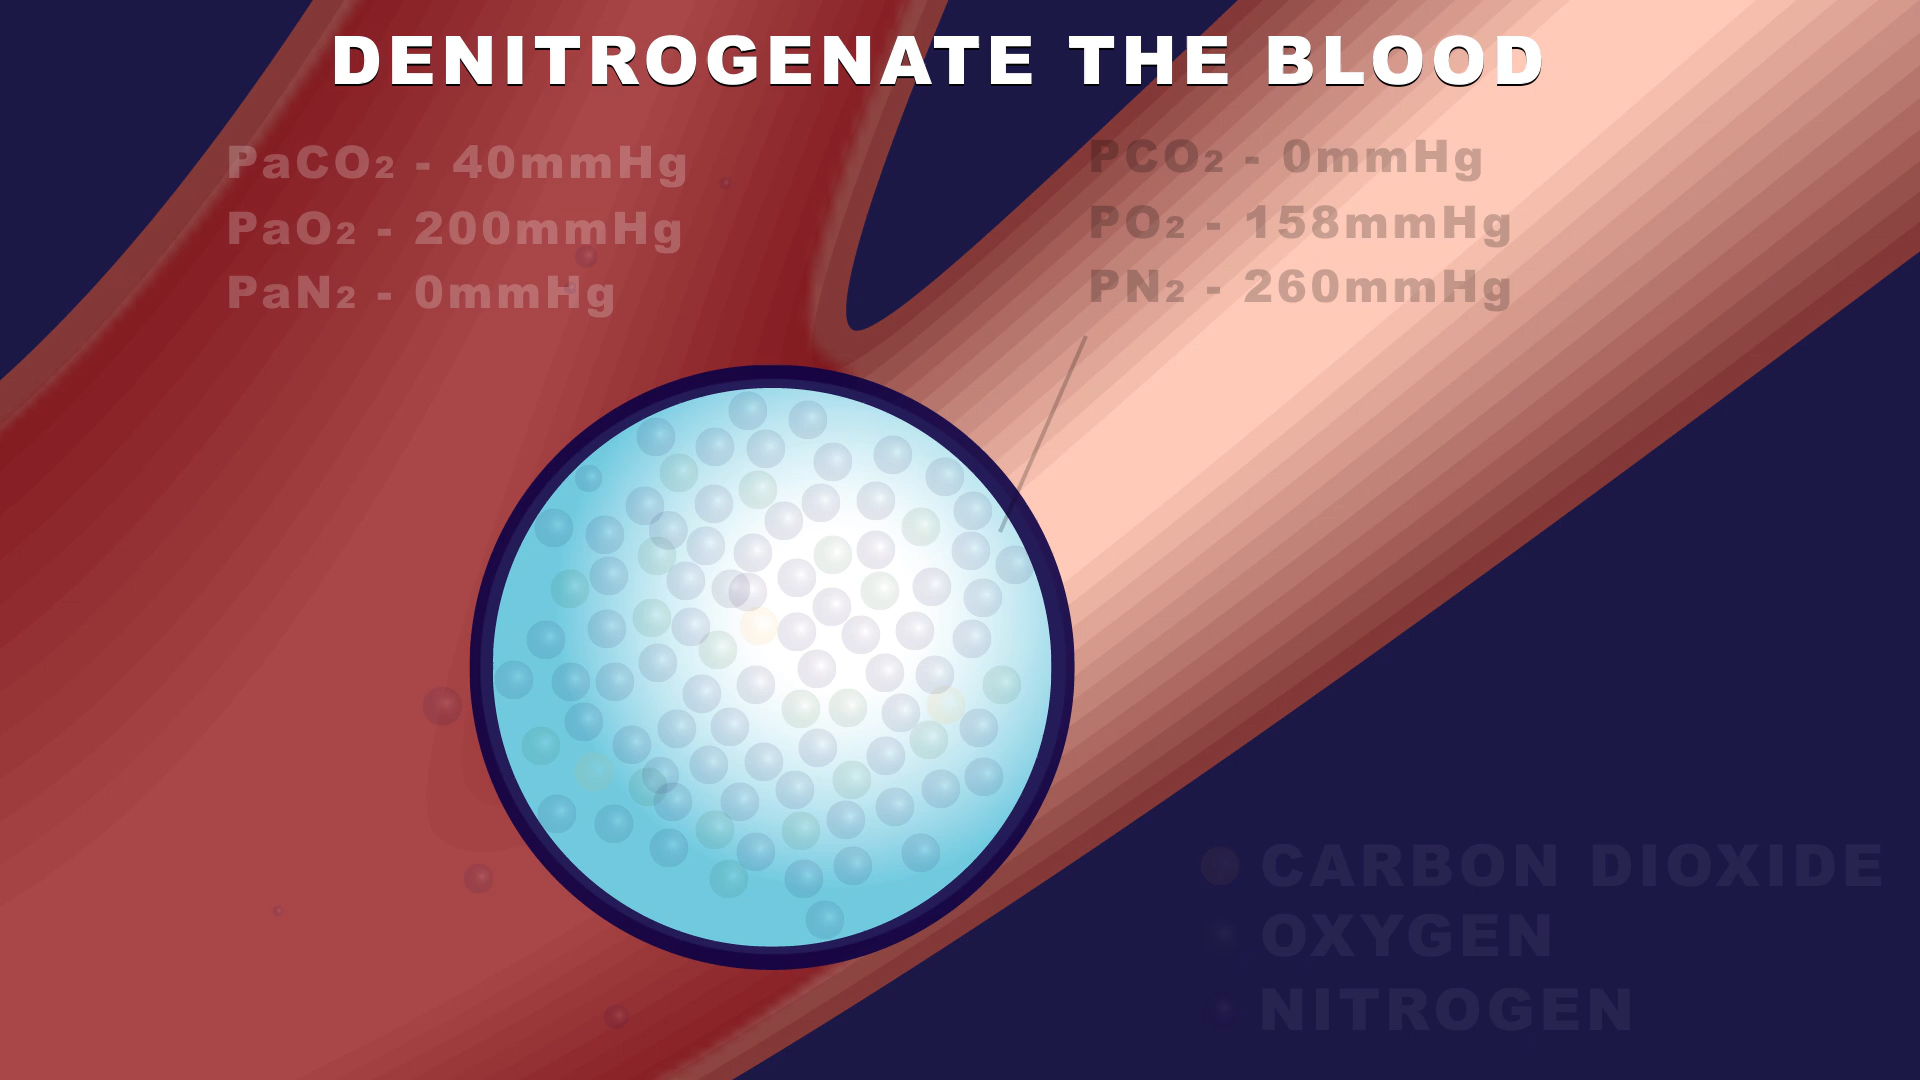 DENITROGENATE THE BLOOD
PaCO₂ - 40mmHg
PaO₂ - 200mmHg
PaN₂ - 0mmHg
PCO₂ - 0mmHg
PO₂ - 158mmHg
PN₂ - 260mmHg
CARBON DIOXIDE
OXYGEN
NITROGEN